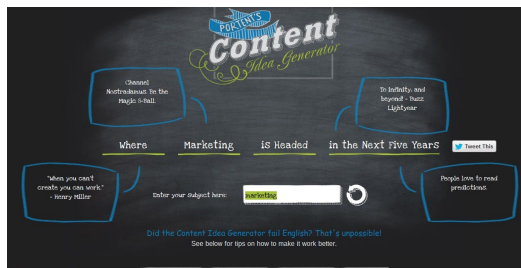 PORTENT'S
Content
Idea Generator
Channel
Nostradamus. Be the
Magic 8-Ball.
To infinity, and
beyond! - Buzz
Lightyear
Where Marketing is Headed in the Next Five Years
Tweet This
"When you can't
create you can work."
- Henry Miller
People love to read
predictions.
Enter your subject here: marketing
Did the Content Idea Generator fail English? That's unpossible!
See below for tips on how to make it work better.